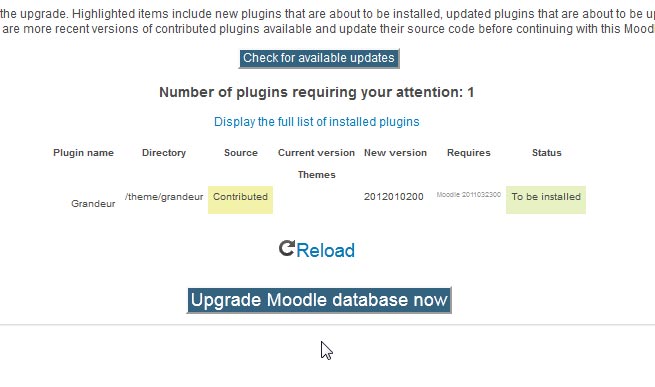 the upgrade. Highlighted items include new plugins that are about to be installed, updated plugins that are about to be
are more recent versions of contributed plugins available and update their source code before continuing with this
Check for available updates
Number of plugins requiring your attention: 1
Display the full list of installed plugins
Plugin name Directory Source Current version New version Requires Status
Themes
Grandeur /theme/grandeur Contributed 2012010200 Moodle 2011032300 To be installed
Reload
Upgrade Moodle database now